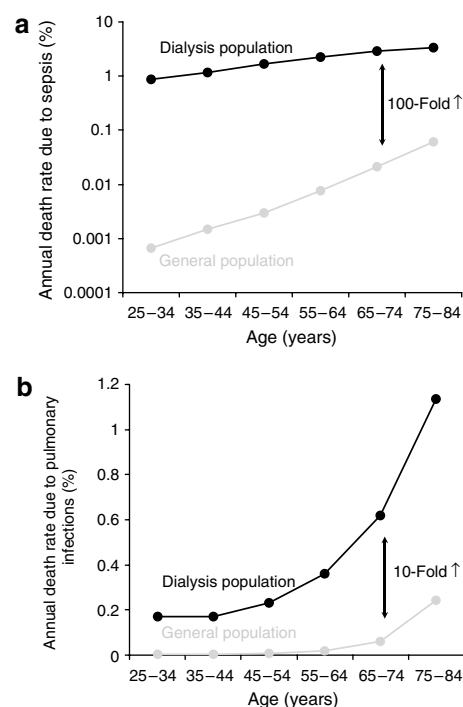 a
Annual death rate due to sepsis (%)
10
1
0.1
0.01
0.001
0.0001
Dialysis population
100-Fold ↑
General population
25–34 35–44 45–54 55–64 65–74 75–84
Age (years)
b
Annual death rate due to pulmonary
infections (%)
1.2
1
0.8
0.6
0.4
0.2
0
Dialysis population
10-Fold ↑
General population
25–34 35–44 45–54 55–64 65–74 75–84
Age (years)